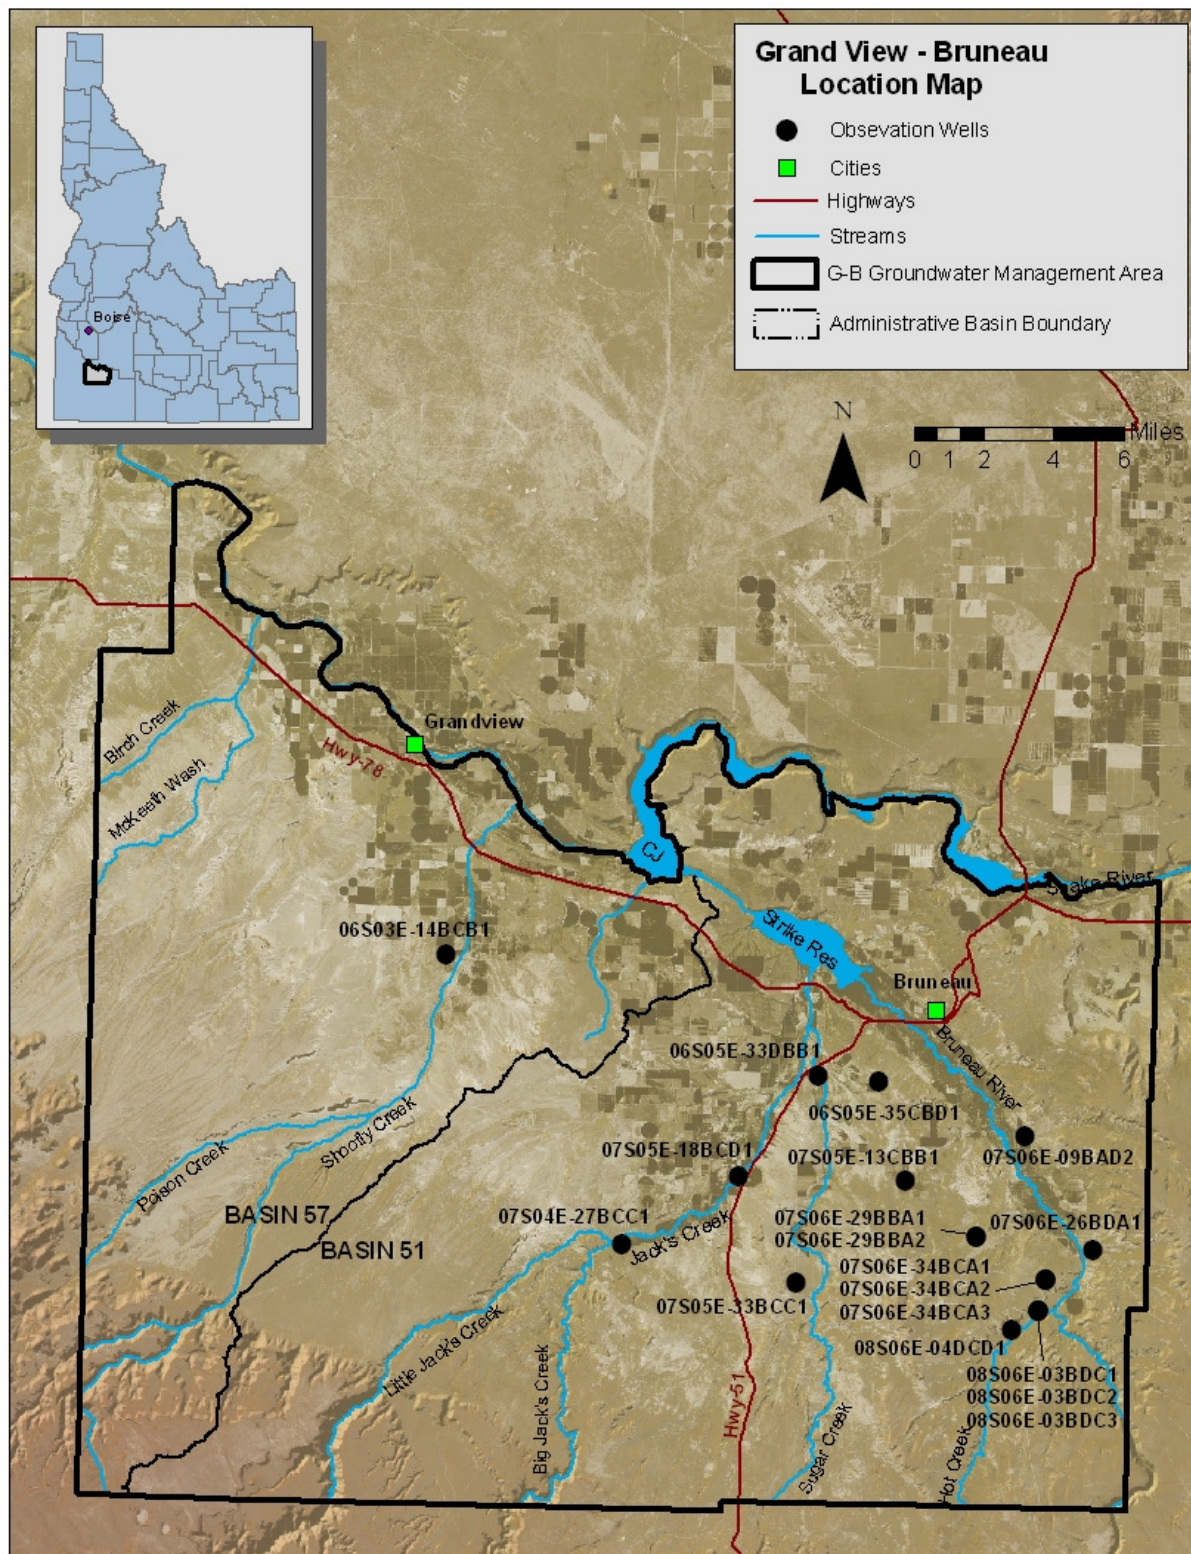 Grand View - Bruneau
Location Map
Obsevation Wells
Cities
Highways
Streams
G-B Groundwater Management Area
Administrative Basin Boundary
Boise
N
Miles
0 1 2 4 6
Birch Creek
McKeeth Wash
Grandview
Hwy-78
CJ
Strike Res
Snake River
06S03E-14BCB1
Bruneau
Bruneau River
06S05E-33DBB1
06S05E-35CBD1
Shoofly Creek
Poison Creek
07S05E-18BCD1
07S05E-13CBB1
07S06E-09BAD2
BASIN 57
BASIN 51
07S04E-27BCC1
Jack's Creek
07S06E-29BBA1
07S06E-29BBA2
07S06E-26BDA1
07S06E-34BCA1
07S06E-34BCA2
07S06E-34BCA3
07S05E-33BCC1
08S06E-04DCD1
08S06E-03BDC1
08S06E-03BDC2
08S06E-03BDC3
Little Jack's Creek
Big Jack's Creek
Hwy-51
Sugar Creek
Hot Creek